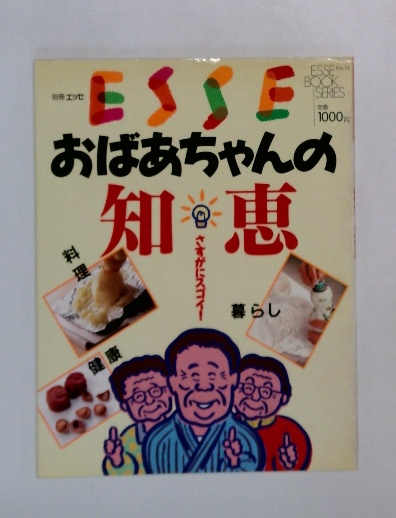 別冊エッセ
ESSE
ESSE No.14
BOOK
SERIES
定価
1000円
おばあちゃんの
知恵
さすがにスゴイ!
料理
暮らし
健康